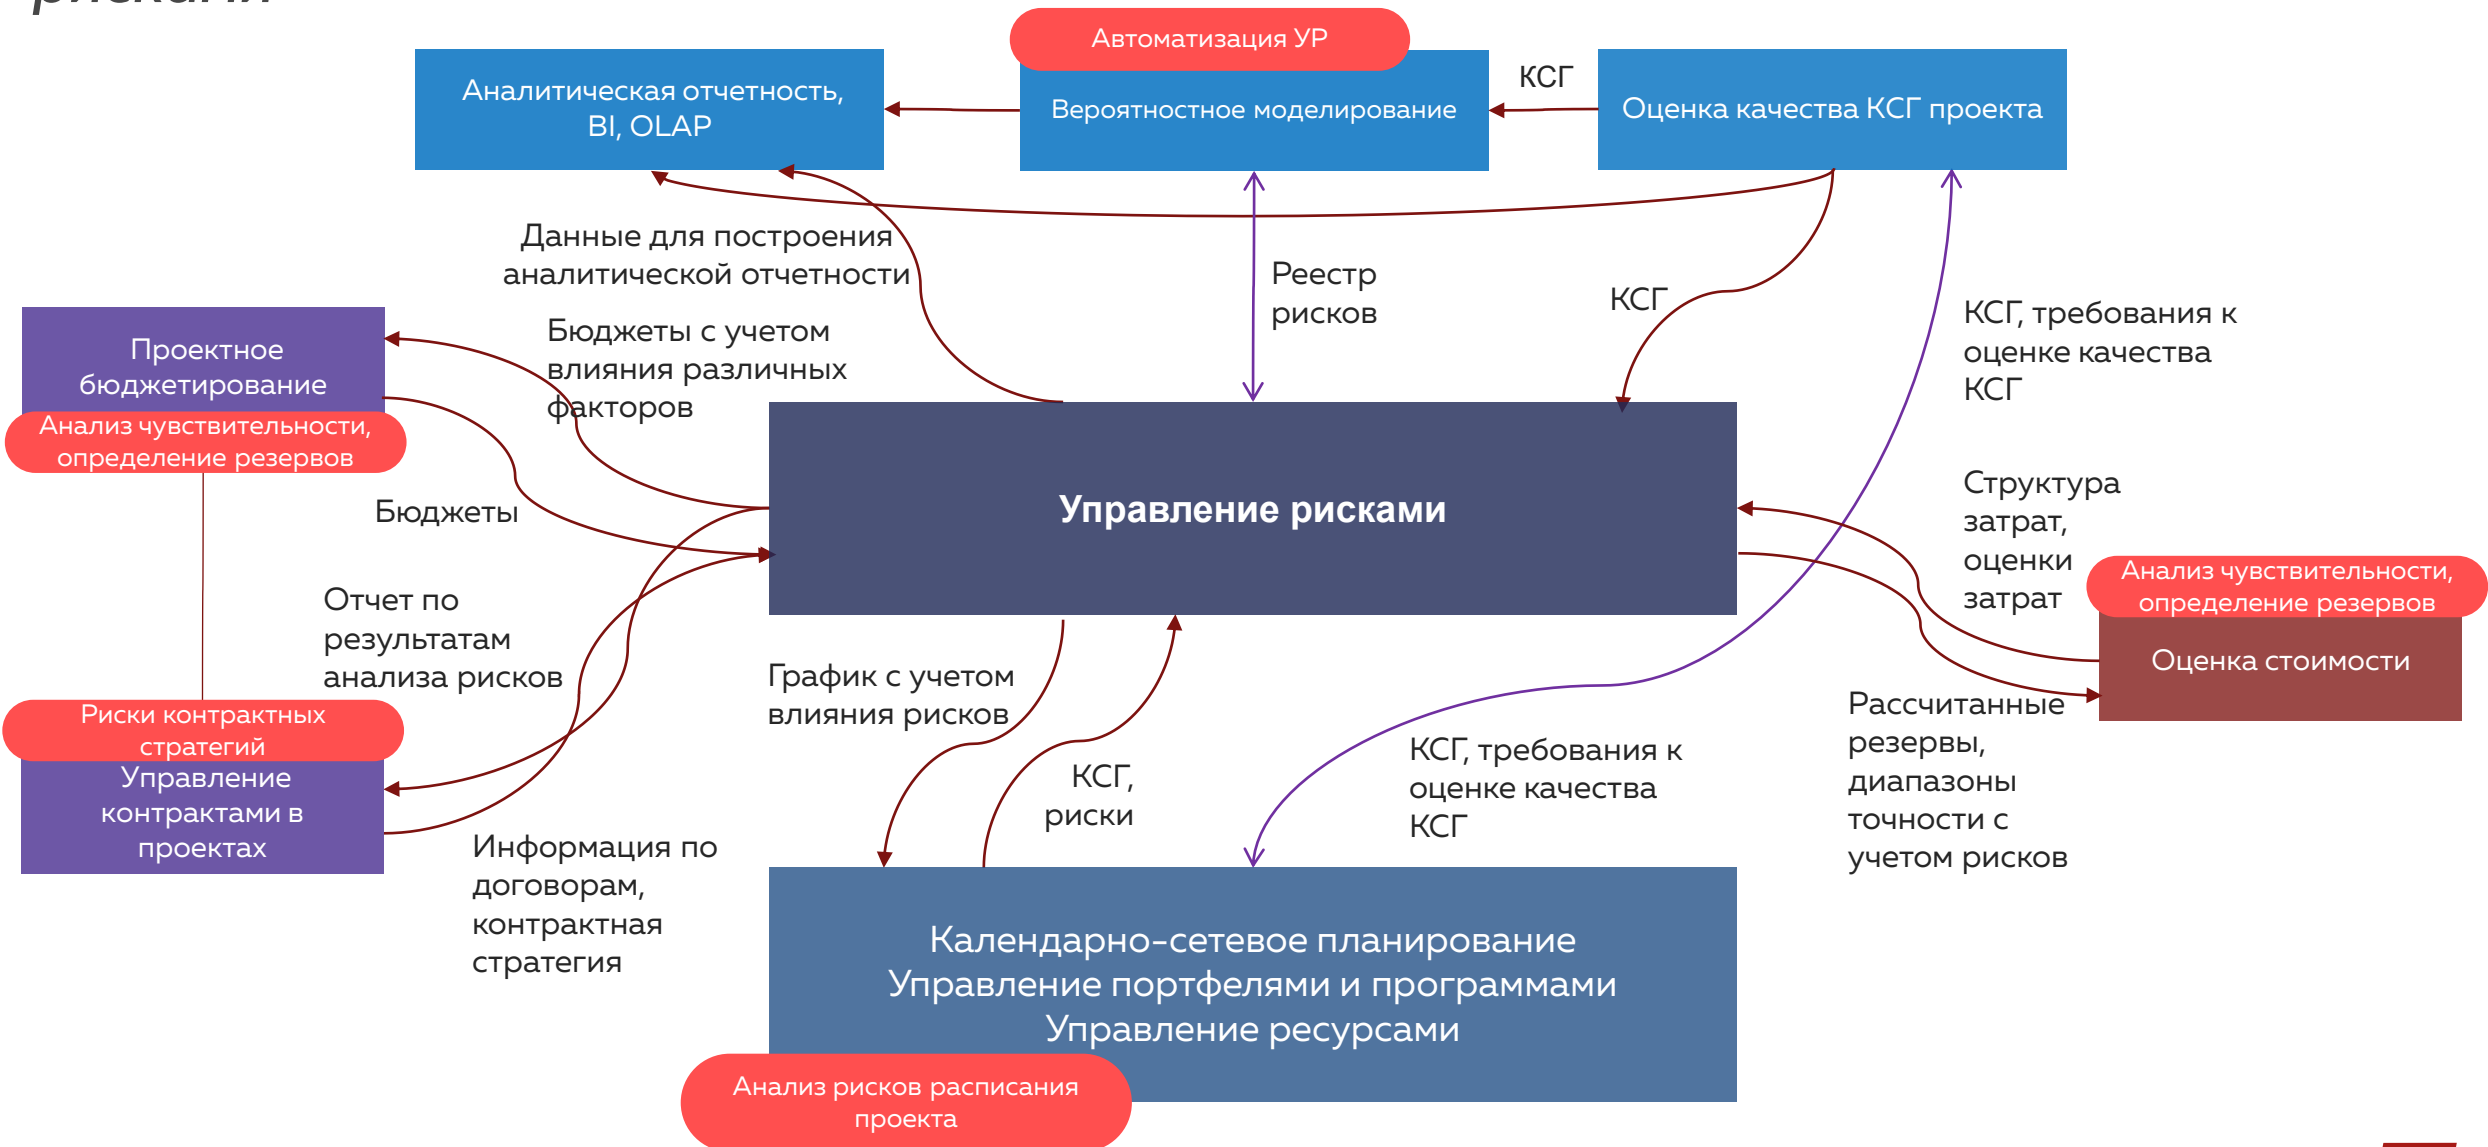 рисками
Автоматизация УР
Аналитическая отчетность,
BI, OLAP
Вероятностное моделирование
КСГ
Оценка качества КСГ проекта
Данные для построения
аналитической отчетности
Реестр
рисков
КСГ
КСГ, требования к
оценке качества
КСГ
Проектное
бюджетирование
Анализ чувствительности,
определение резервов
Бюджеты с учетом
влияния различных
факторов
Бюджеты
Управление рисками
Структура
затрат,
оценки
затрат
Анализ чувствительности,
определение резервов
Оценка стоимости
Отчет по
результатам
анализа рисков
Риски контрактных
стратегий
Управление
контрактами в
проектах
График с учетом
влияния рисков
КСГ,
риски
КСГ, требования к
оценке качества
КСГ
Рассчитанные
резервы,
диапазоны
точности с
учетом рисков
Информация по
договорам,
контрактная
стратегия
Календарно-сетевое планирование
Управление портфелями и программами
Управление ресурсами
Анализ рисков расписания
проекта